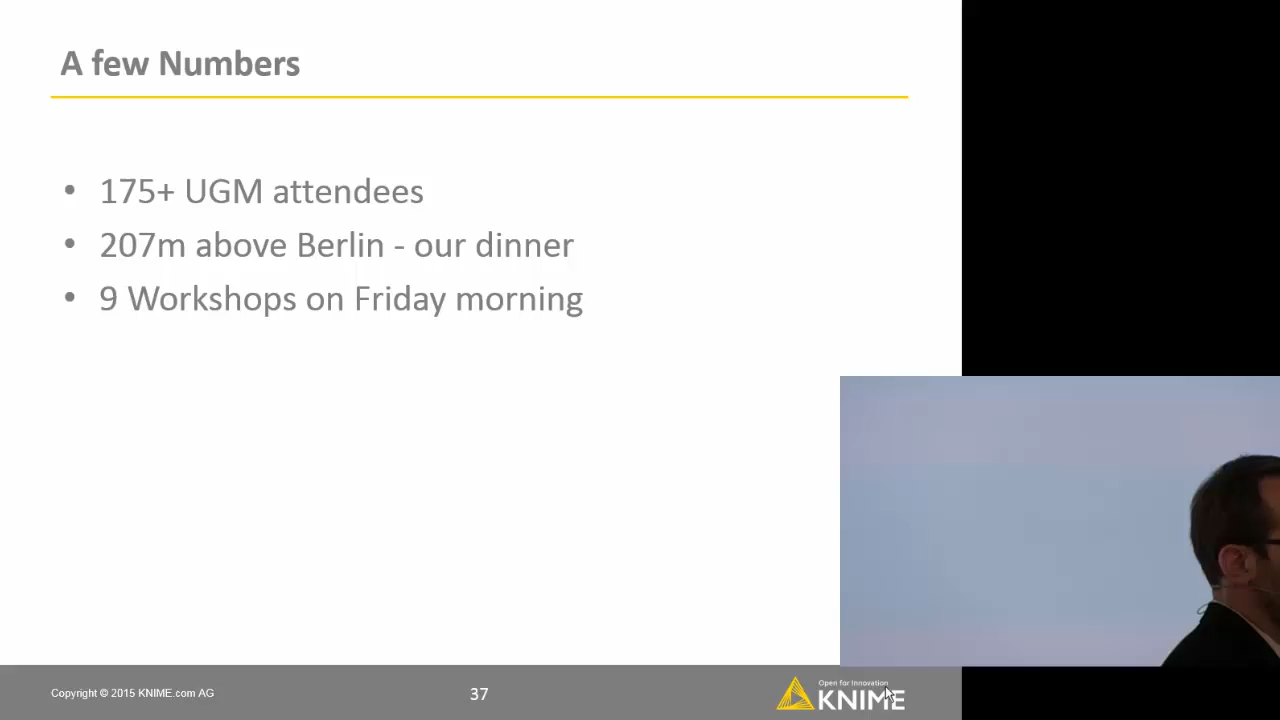 A few Numbers
• 175+ UGM attendees
• 207m above Berlin - our dinner
• 9 Workshops on Friday morning
Copyright © 2015 KNIME.com AG
37
Open for Innovation
KNIME